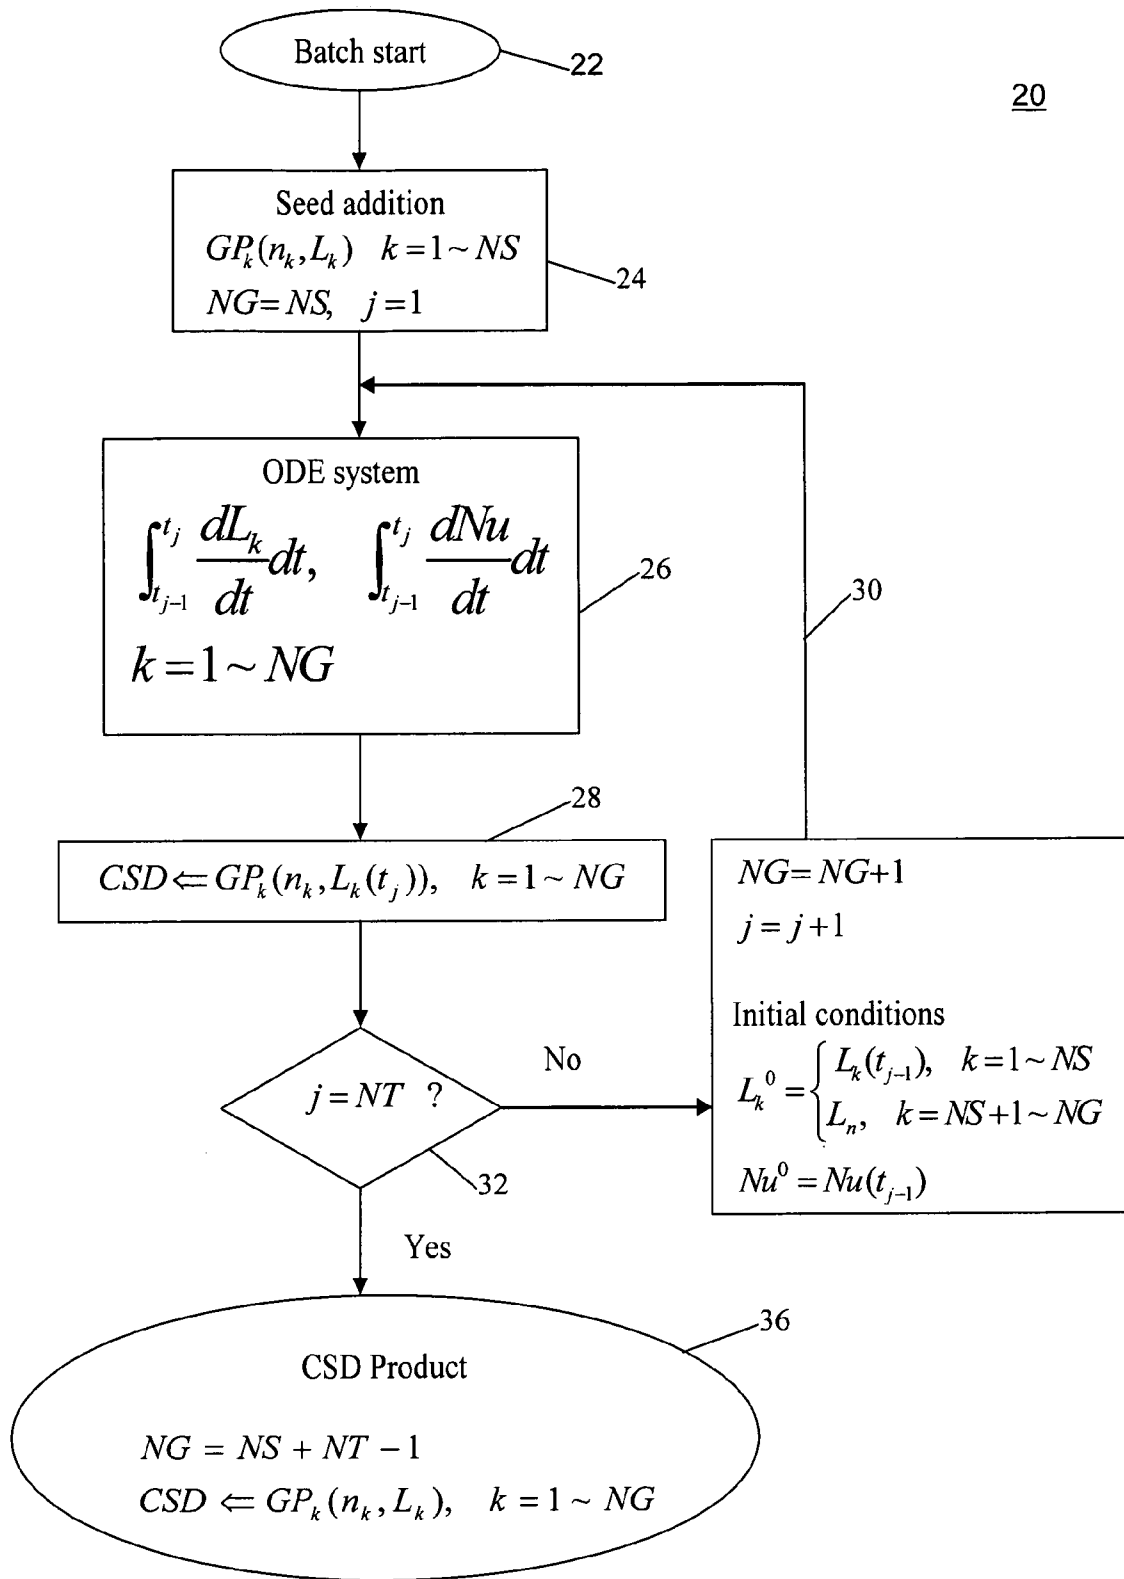 Batch start
22
20
Seed addition
GP_k(n_k, L_k)   k = 1 ~ NS
NG = NS,   j = 1
24
ODE system
∫_{t_{j-1}}^{t_j} dL_k/dt dt,   ∫_{t_{j-1}}^{t_j} dNu/dt dt
k = 1 ~ NG
26
30
28
CSD ⇐ GP_k(n_k, L_k(t_j)),   k = 1 ~ NG
NG = NG+1
j = j+1
Initial conditions
L_k^0 = { L_k(t_{j-1}),   k = 1 ~ NS
L_n,   k = NS+1 ~ NG
Nu^0 = Nu(t_{j-1})
j = NT ?
No
32
Yes
36
CSD Product
NG = NS + NT − 1
CSD ⇐ GP_k(n_k, L_k),   k = 1 ~ NG